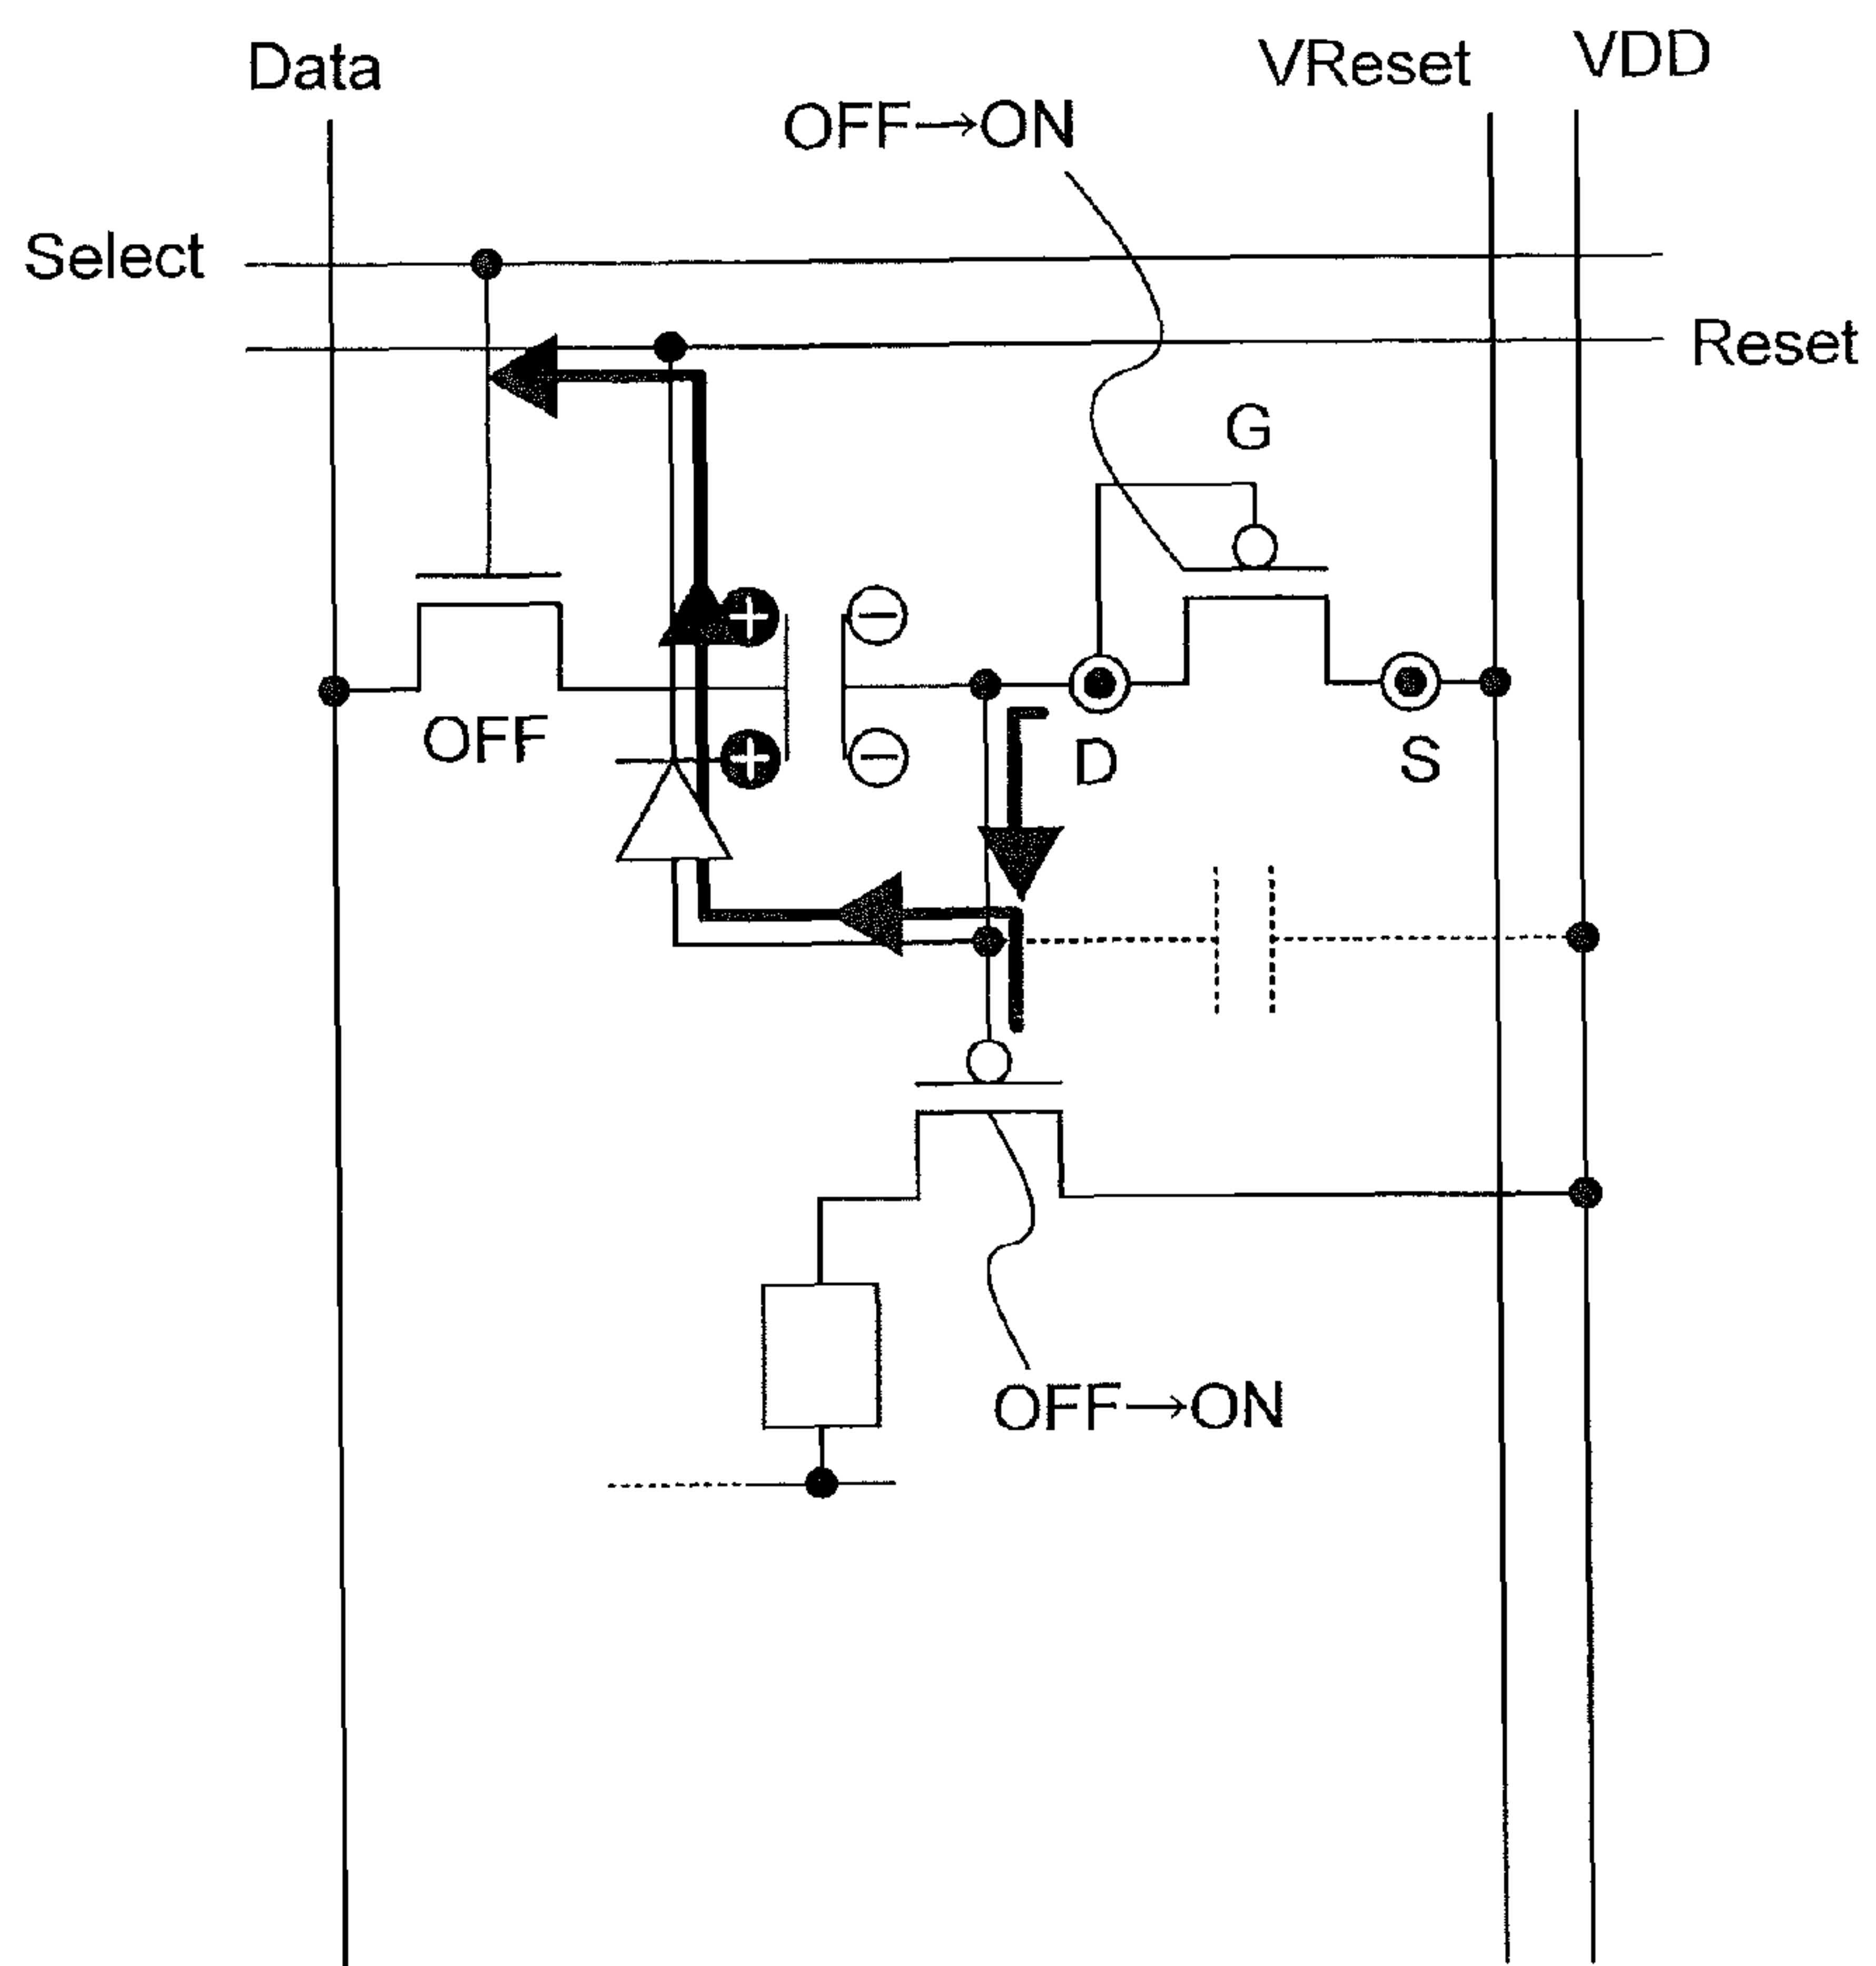 Data
VReset
VDD
OFF→ON
Select
Reset
G
OFF
D
S
OFF→ON